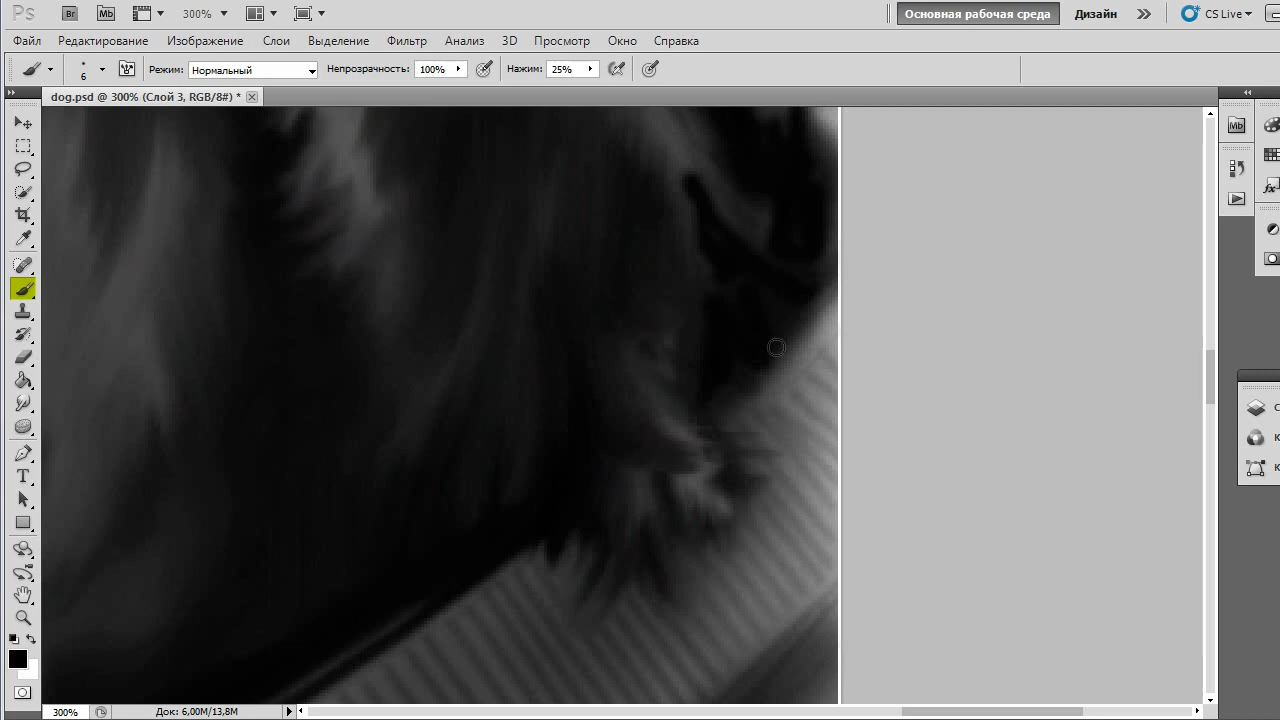 Ps Br Mb 300% Основная рабочая среда Дизайн CS Live
Файл Редактирование Изображение Слои Выделение Фильтр Анализ 3D Просмотр Окно Справка
6 Режим: Нормальный Непрозрачность: 100% Нажим: 25%
dog.psd @ 300% (Слой 3, RGB/8#) *
Mb
fx
С
К
T
К
300% Док: 6,00M/13,8M